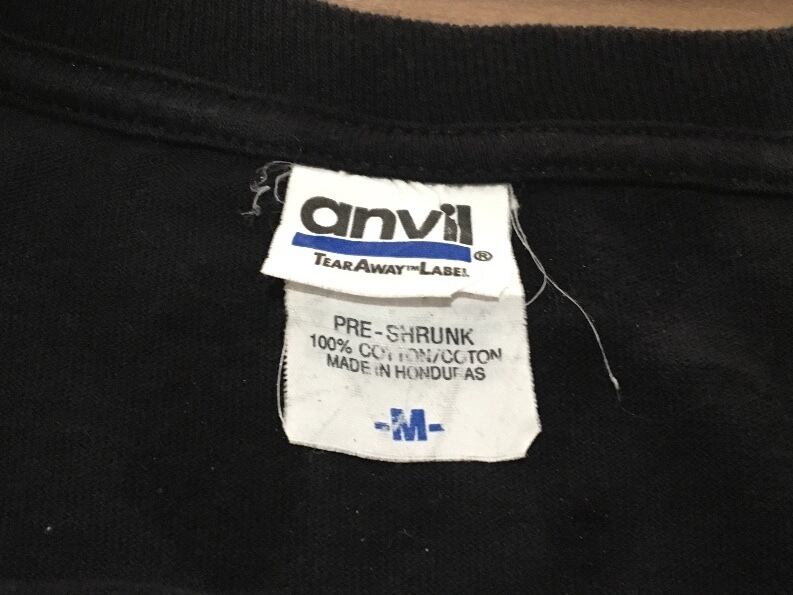 anvil®
TEARAWAY™LABEL
PRE-SHRUNK
100% COTTON/COTON
MADE IN HONDURAS
-M-